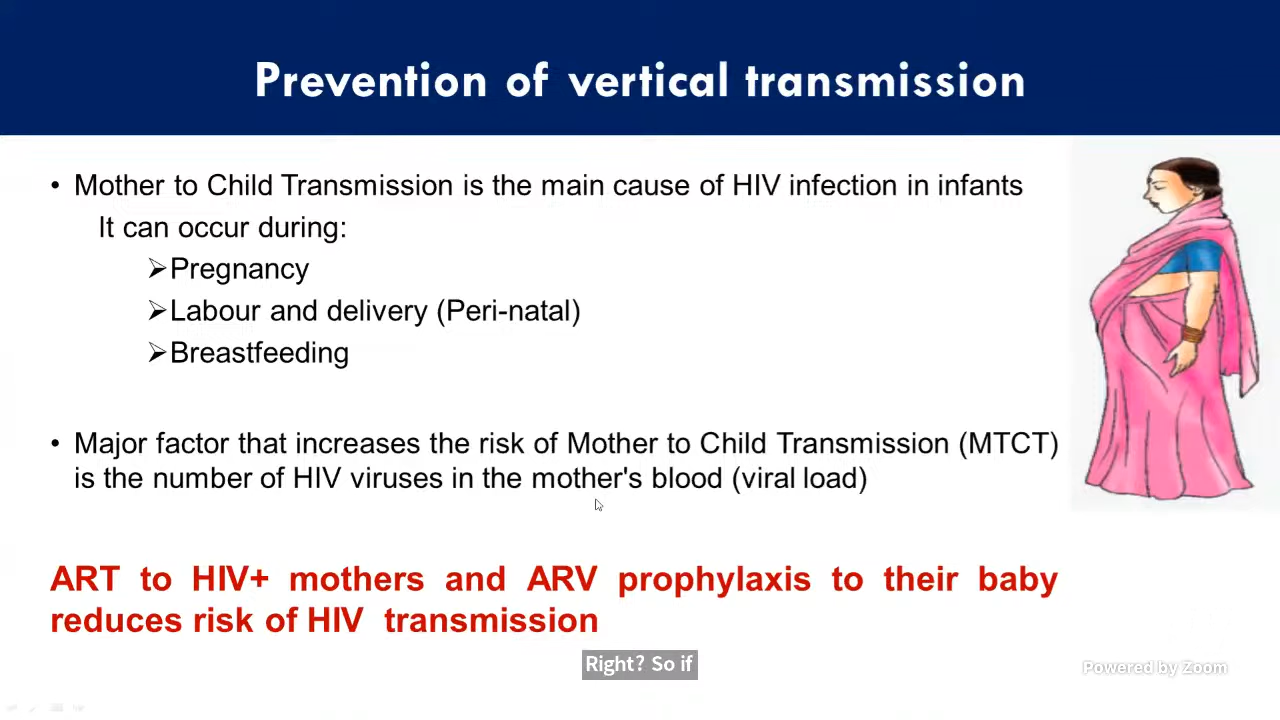 Prevention of vertical transmission
• Mother to Child Transmission is the main cause of HIV infection in infants
It can occur during:
➢Pregnancy
➢Labour and delivery (Peri-natal)
➢Breastfeeding
• Major factor that increases the risk of Mother to Child Transmission (MTCT)
is the number of HIV viruses in the mother's blood (viral load)
ART to HIV+ mothers and ARV prophylaxis to their baby
reduces risk of HIV transmission
Right? So if
Powered by Zoom